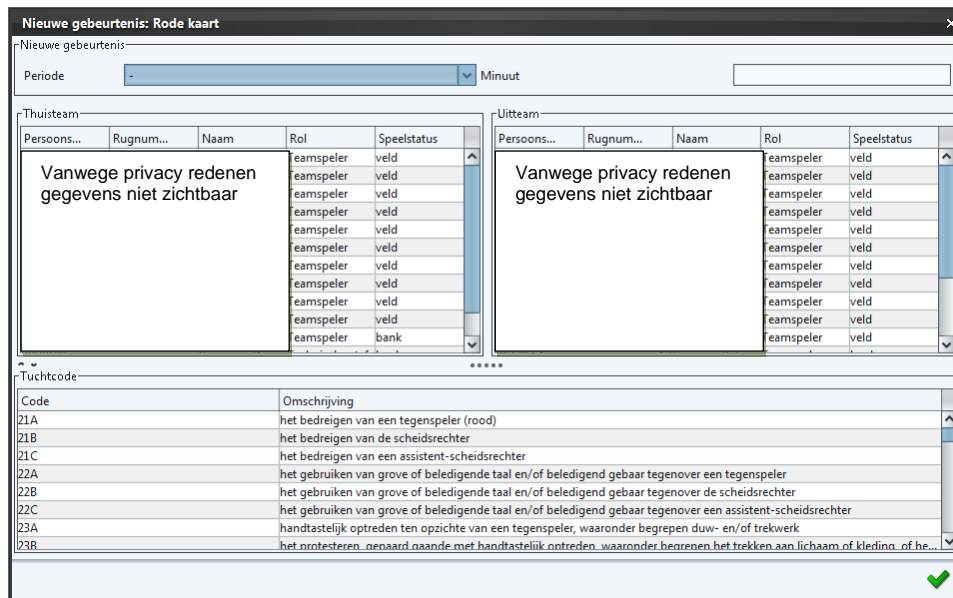 Nieuwe gebeurtenis: Rode kaart
Nieuwe gebeurtenis
Periode - Minuut
Thuisteam Uitteam
Persoons... Rugnum... Naam Rol Speelstatus Persoons... Rugnum... Naam Rol Speelstatus
Vanwege privacy redenen gegevens niet zichtbaar Vanwege privacy redenen gegevens niet zichtbaar
Teamspeler veld Teamspeler veld
Teamspeler veld Teamspeler veld
Teamspeler veld Teamspeler veld
Teamspeler veld Teamspeler veld
Teamspeler veld Teamspeler veld
Teamspeler veld Teamspeler veld
Teamspeler veld Teamspeler veld
Teamspeler veld Teamspeler veld
Teamspeler veld Teamspeler veld
Teamspeler veld Teamspeler veld
Teamspeler bank Teamspeler bank
Tuchtcode
Code Omschrijving
21A het bedreigen van een tegenspeler (rood)
21B het bedreigen van de scheidsrechter
21C het bedreigen van een assistent-scheidsrechter
22A het gebruiken van grove of beledigende taal en/of beledigend gebaar tegenover een tegenspeler
22B het gebruiken van grove of beledigende taal en/of beledigend gebaar tegenover de scheidsrechter
22C het gebruiken van grove of beledigende taal en/of beledigend gebaar tegenover een assistent-scheidsrechter
23A handtastelijk optreden ten opzichte van een tegenspeler, waaronder begrepen duw- en/of trekwerk
23B het protesteren, gepaard gaande met handtastelijk optreden, waaronder begrepen het trekken aan lichaam of kleding, of he...